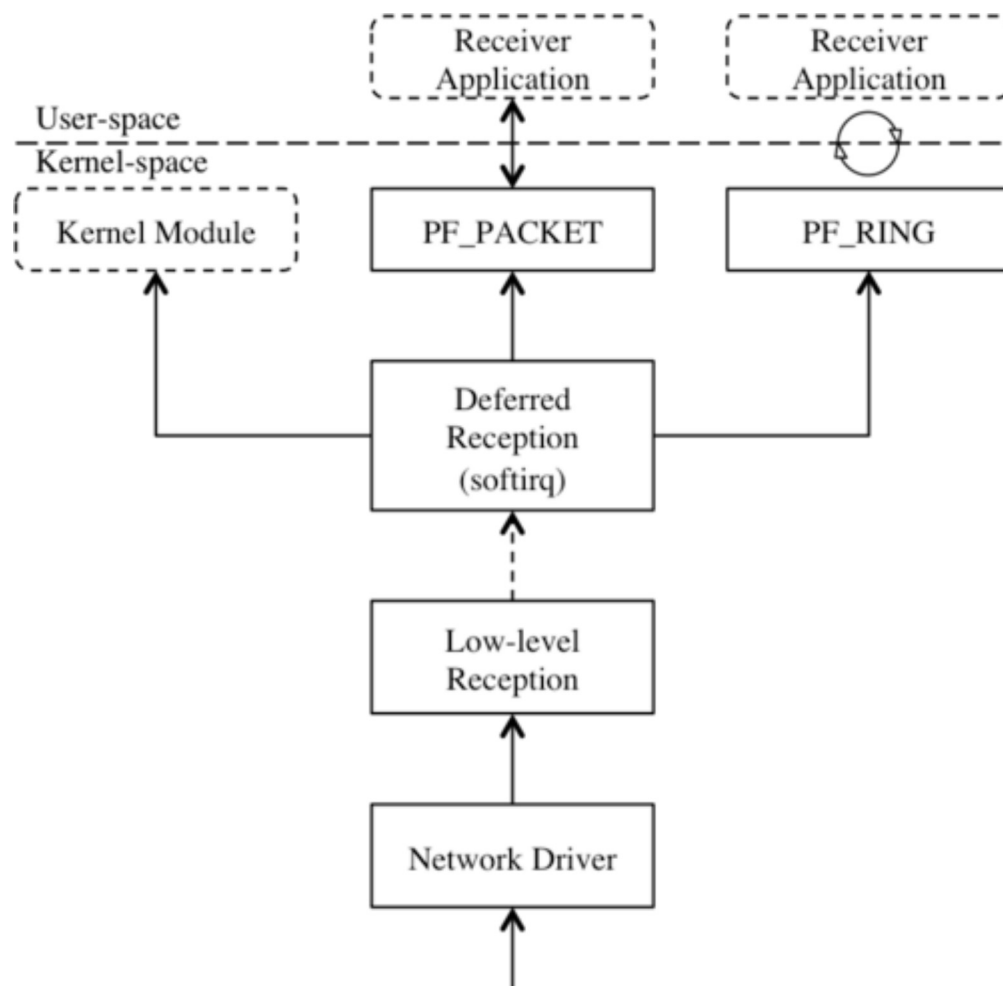 Receiver
Application
Receiver
Application
User-space
Kernel-space
Kernel Module
PF_PACKET
PF_RING
Deferred
Reception
(softirq)
Low-level
Reception
Network Driver